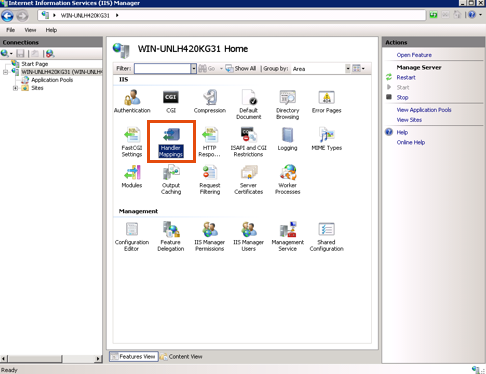 Internet Information Services (IIS) Manager
WIN-UNLH420KG31
File View Help
Connections
Start Page
WIN-UNLH420KG31 (WIN-UNLH
Application Pools
Sites
WIN-UNLH420KG31 Home
Filter: Go Show All Group by: Area
IIS
Authentication CGI Compression Default Document Directory Browsing Error Pages
FastCGI Settings Handler Mappings HTTP Respo... ISAPI and CGI Restrictions Logging MIME Types
Modules Output Caching Request Filtering Server Certificates Worker Processes
Management
Configuration Editor Feature Delegation IIS Manager Permissions IIS Manager Users Management Service Shared Configuration
Features View Content View
Actions
Open Feature
Manage Server
Restart
Start
Stop
View Application Pools
View Sites
Help
Online Help
Ready